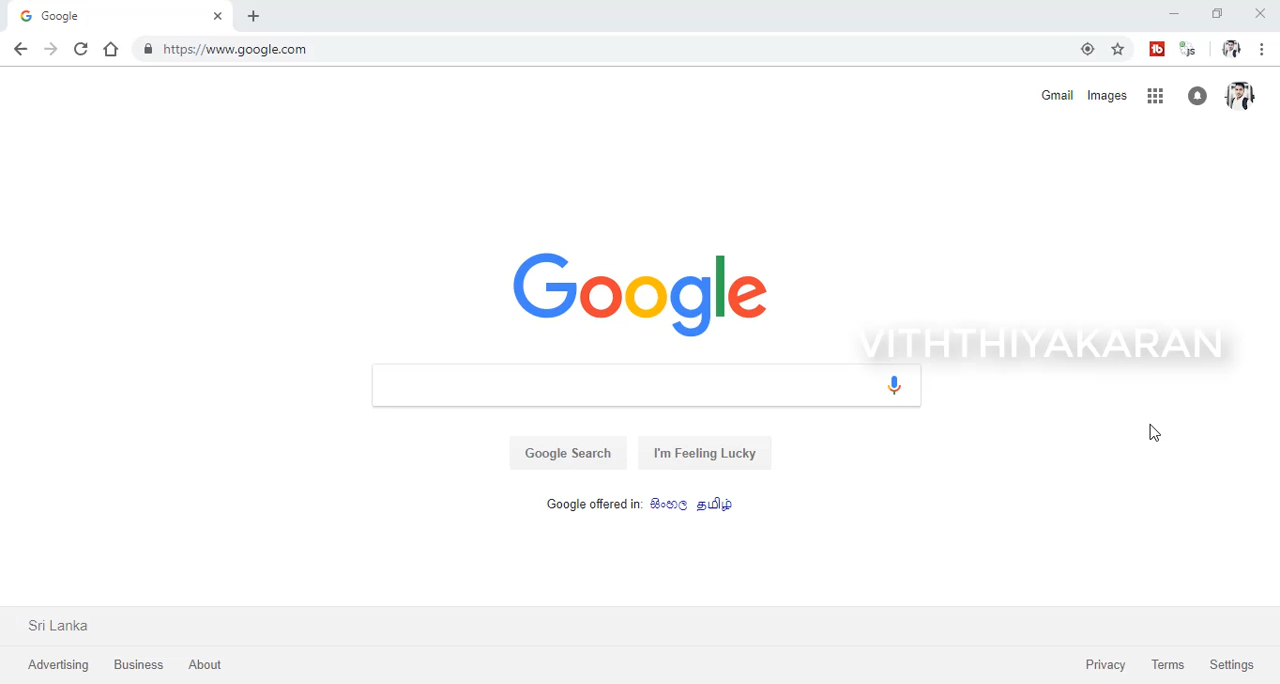 Google
https://www.google.com
Gmail Images
Google
VITHTHIYAKARAN
Google Search I'm Feeling Lucky
Google offered in: සිංහල தமிழ்
Sri Lanka
Advertising Business About Privacy Terms Settings